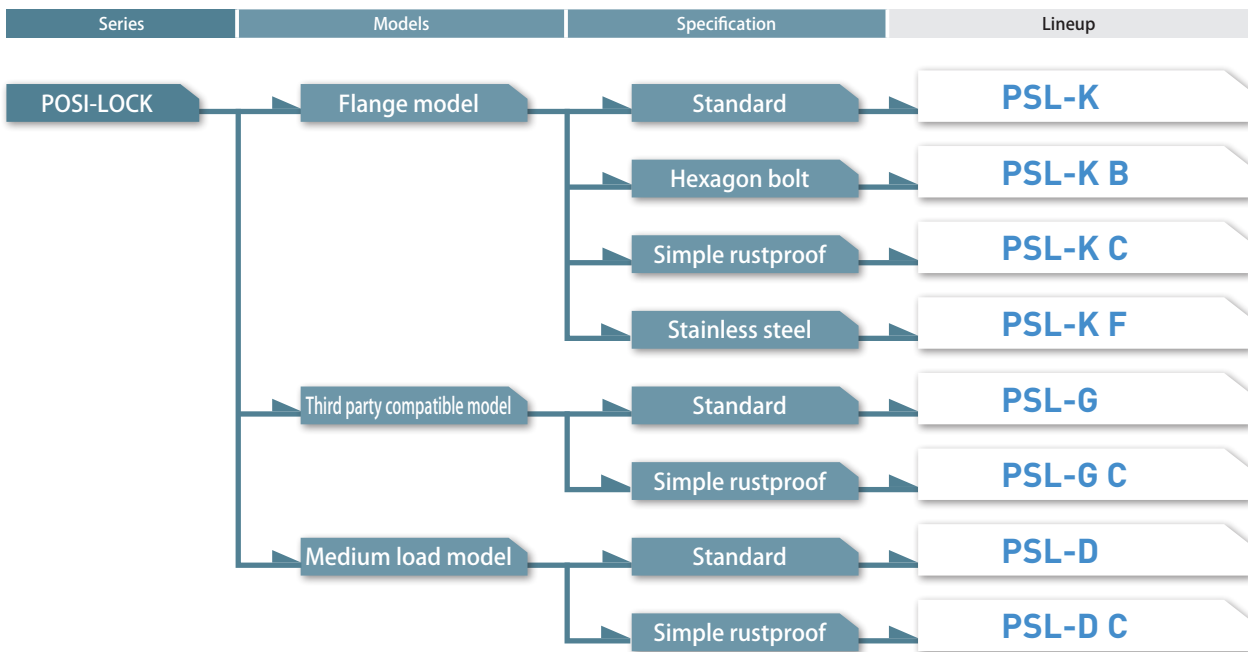 Series Models Specification Lineup
POSI-LOCK Flange model Standard PSL-K
Hexagon bolt PSL-K B
Simple rustproof PSL-K C
Stainless steel PSL-K F
Third party compatible model Standard PSL-G
Simple rustproof PSL-G C
Medium load model Standard PSL-D
Simple rustproof PSL-D C